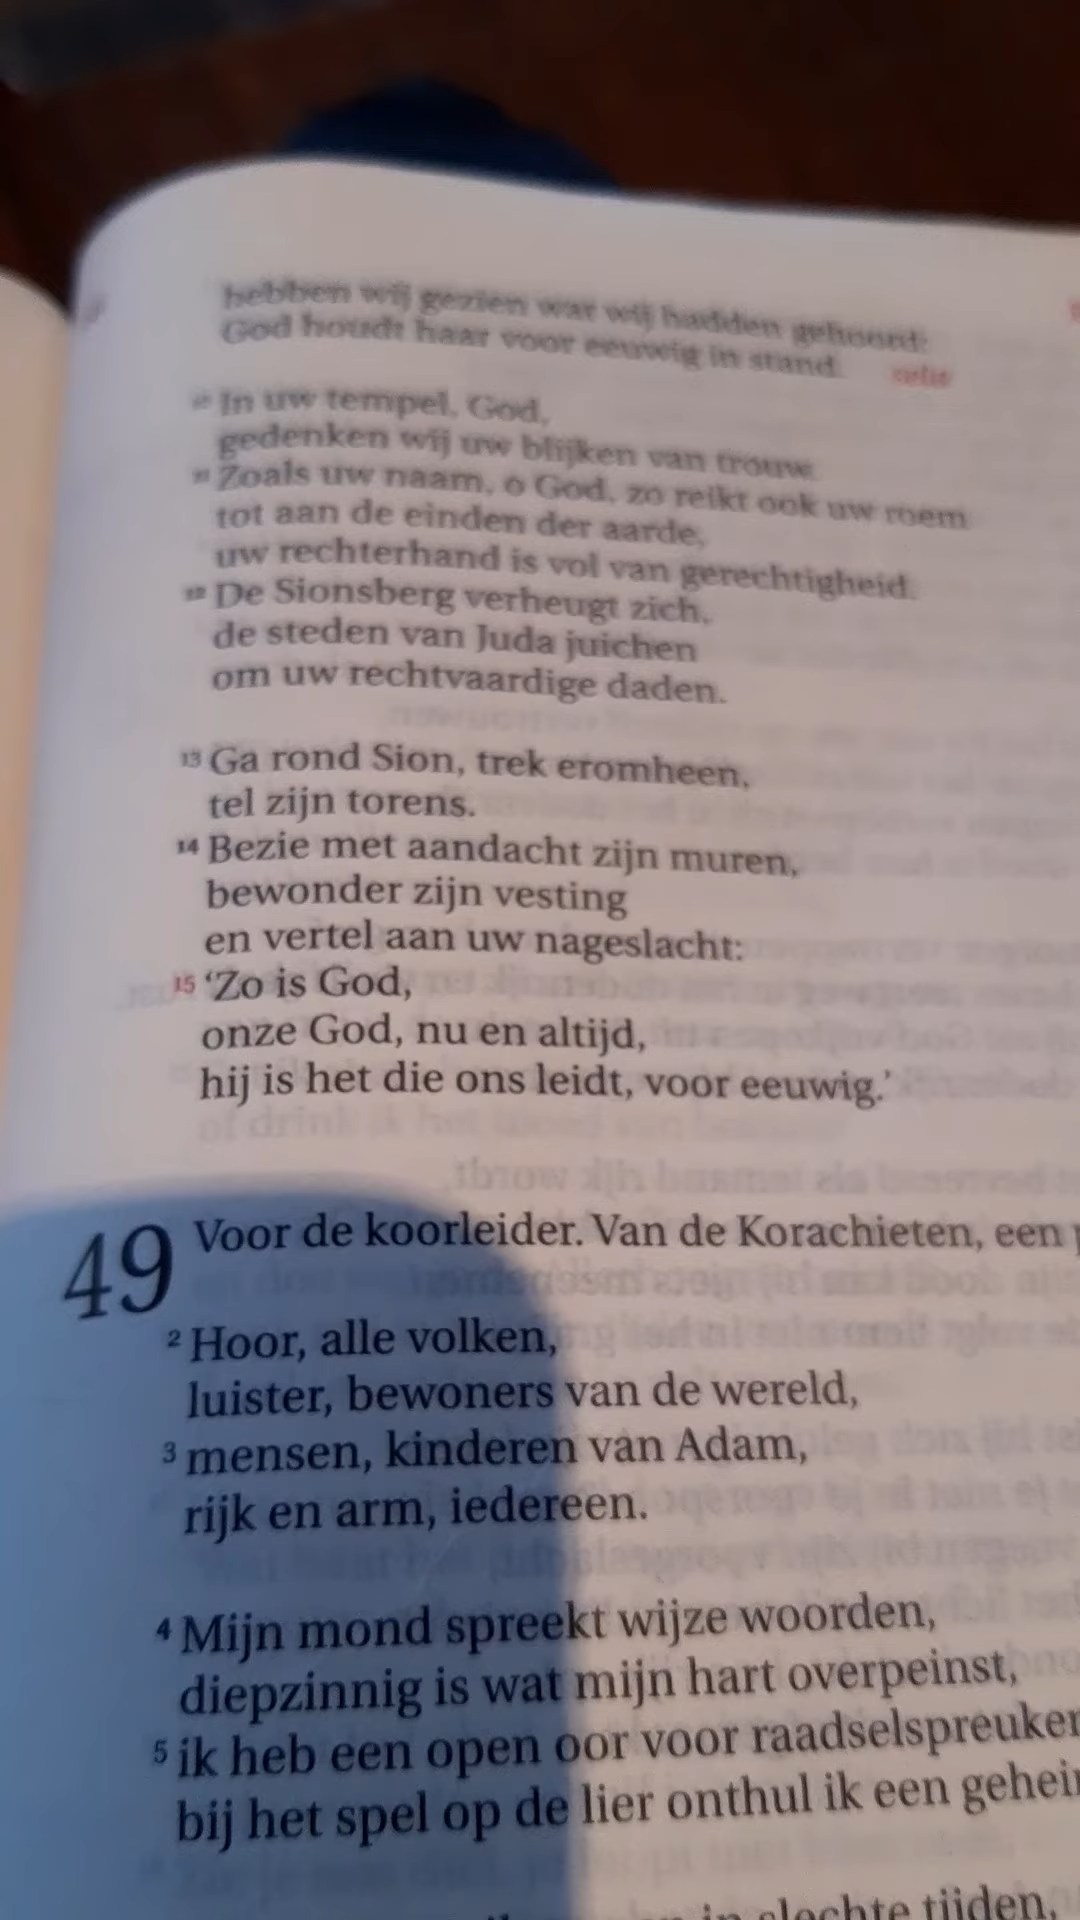 hebben wij gezien wat wij hadden gehoord:
God houdt haar voor eeuwig in stand. sela
10 In uw tempel, God,
gedenken wij uw blijken van trouw.
11 Zoals uw naam, o God, zo reikt ook uw roem
tot aan de einden der aarde,
uw rechterhand is vol van gerechtigheid.
12 De Sionsberg verheugt zich,
de steden van Juda juichen
om uw rechtvaardige daden.
13 Ga rond Sion, trek eromheen,
tel zijn torens.
14 Bezie met aandacht zijn muren,
bewonder zijn vesting
en vertel aan uw nageslacht:
15 ‘Zo is God,
onze God, nu en altijd,
hij is het die ons leidt, voor eeuwig.’
49 Voor de koorleider. Van de Korachieten, een
2 Hoor, alle volken,
luister, bewoners van de wereld,
3 mensen, kinderen van Adam,
rijk en arm, iedereen.
4 Mijn mond spreekt wijze woorden,
diepzinnig is wat mijn hart overpeinst,
5 ik heb een open oor voor raadselspreuken
bij het spel op de lier onthul ik een
in slechte tijden,